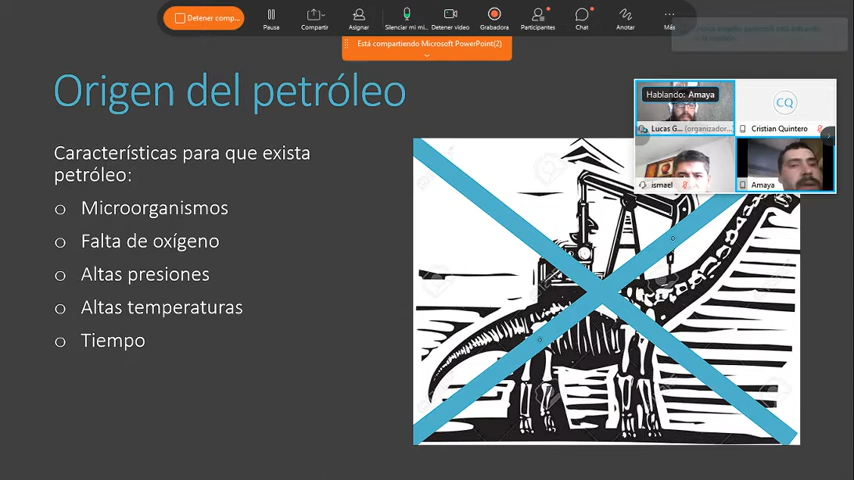 Detener comp...
Pausa
Compartir
Asignar
Silenciar mi mi...
Detener video
Grabadora
Participantes
Chat
Anotar
Más
Está compartiendo Microsoft PowerPoint(2)
Origen del petróleo
Hablando: Amaya
CQ
Lucas G... (organizador...
Cristian Quintero
ismael
Amaya
Características para que exista
petróleo:
o Microorganismos
o Falta de oxígeno
o Altas presiones
o Altas temperaturas
o Tiempo